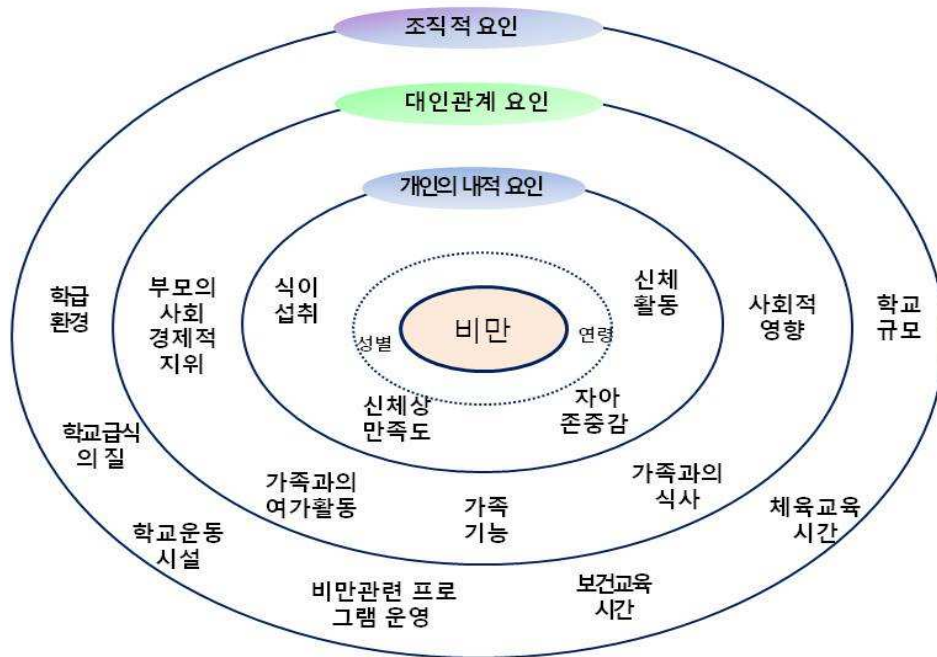 조직적 요인
대인관계 요인
개인의 내적 요인
학급
환경
부모의
사회
경제적
지위
식이
섭취
성별
비만
연령
신체
활동
사회적
영향
학교
규모
신체상
만족도
자아
존중감
학교급식
의 질
가족과의
여가활동
가족
기능
가족과의
식사
체육교육
시간
학교운동
시설
비만관련 프로
그램 운영
보건교육
시간